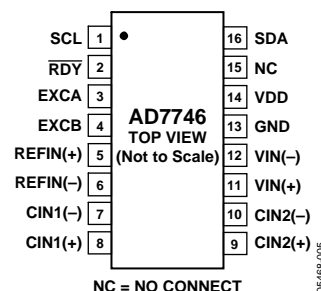 SCL 1 16 SDA
RDY 2 15 NC
EXCA 3 14 VDD
EXCB 4 13 GND
REFIN(+) 5 12 VIN(–)
REFIN(–) 6 11 VIN(+)
CIN1(–) 7 10 CIN2(–)
CIN1(+) 8 9 CIN2(+)
AD7746
TOP VIEW
(Not to Scale)
NC = NO CONNECT
05468-005